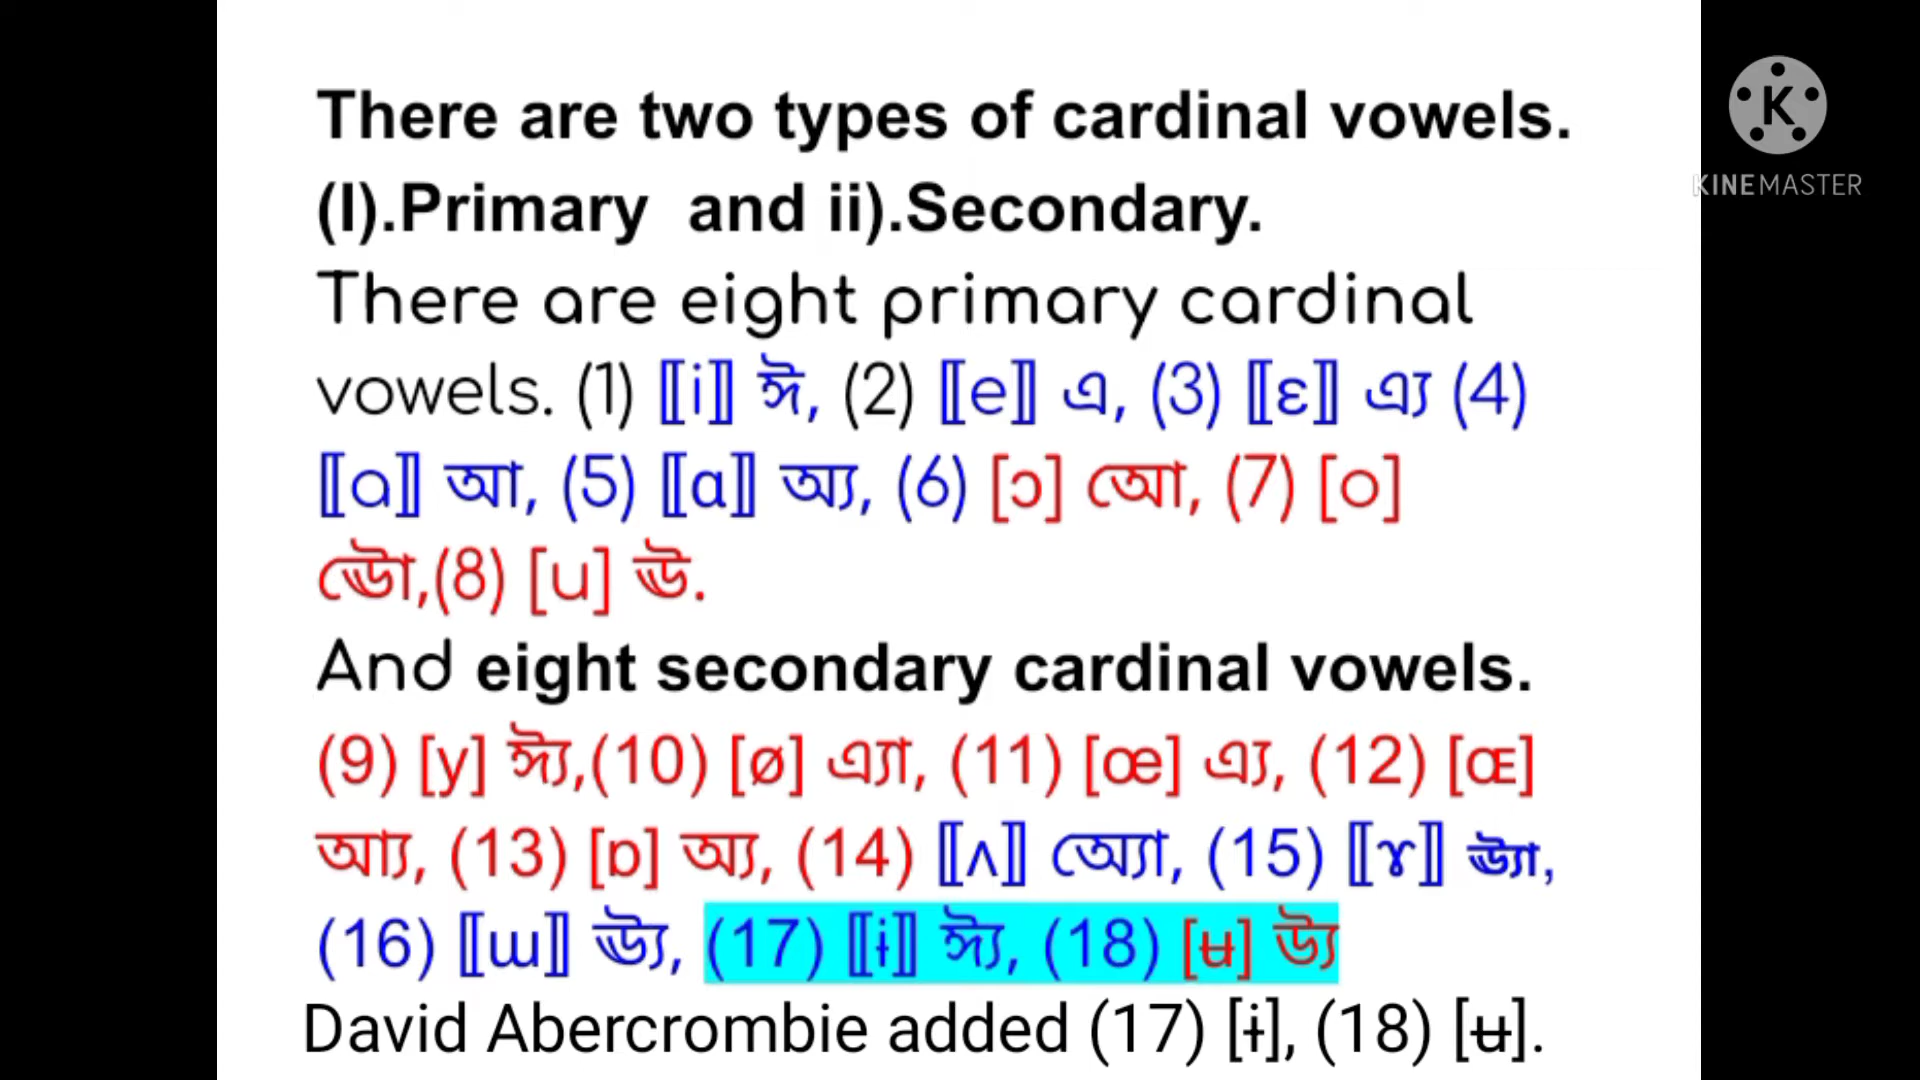 There are two types of cardinal vowels.
(I).Primary and ii).Secondary.
There are eight primary cardinal
vowels. (1) ⟦i⟧ ঈ, (2) ⟦e⟧ এ, (3) ⟦ɛ⟧ এ্য (4)
⟦a⟧ আ, (5) ⟦ɑ⟧ অ্য, (6) [ɔ] ওআ, (7) [o]
ঊো,(8) [u] ঊ.
And eight secondary cardinal vowels.
(9) [y] ঈ্য,(10) [ø] এ্যা, (11) [œ] এ্য, (12) [Œ]
আ্য, (13) [ɒ] অ্য, (14) ⟦ʌ⟧ অ্যো, (15) ⟦ɤ⟧ ঊ্যা,
(16) ⟦ɯ⟧ ঊ্য, (17) ⟦ɨ⟧ ঈ্য, (18) [ʉ] উ্য
David Abercrombie added (17) [ɨ], (18) [ʉ].
KINEMASTER